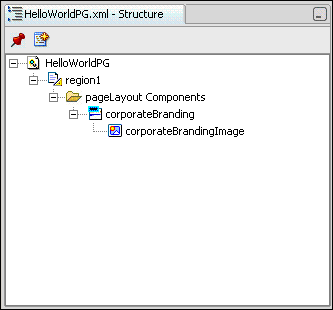 HelloWorldPG.xml - Structure
HelloWorldPG
region1
pageLayout Components
corporateBranding
corporateBrandingImage